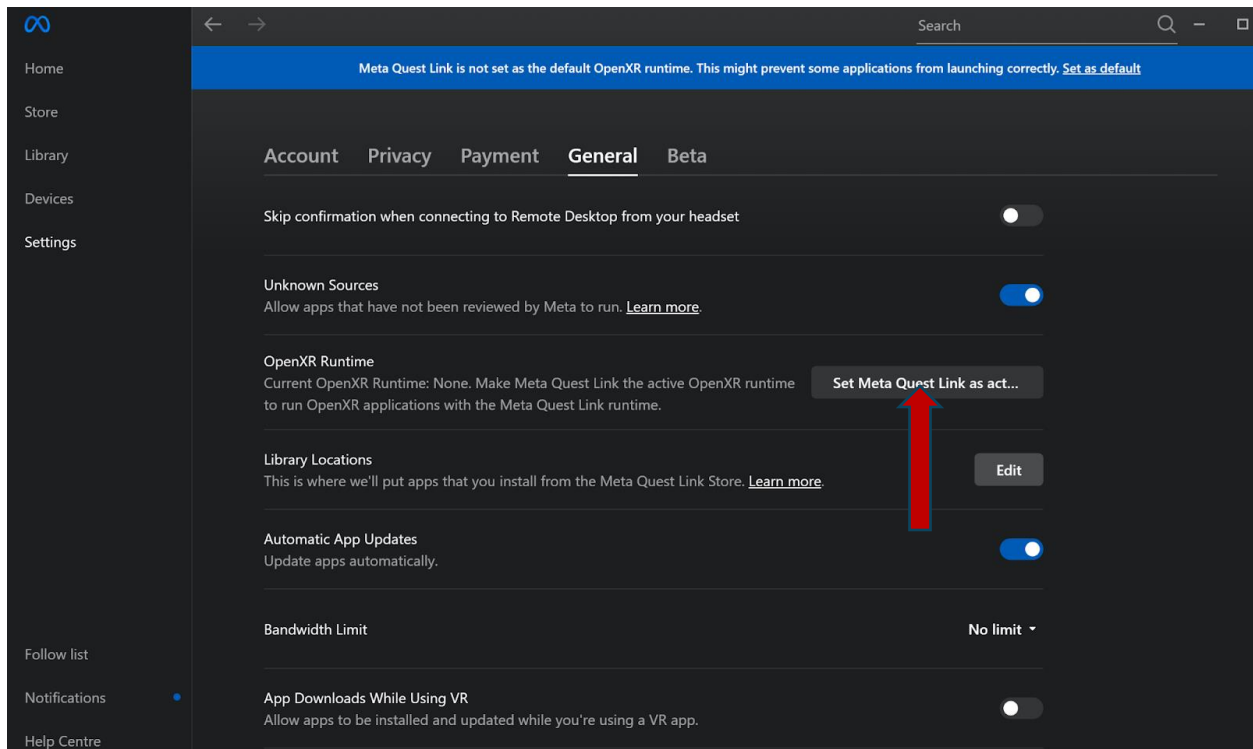 Search
Home
Store
Library
Devices
Settings
Follow list
Notifications
Help Centre
Meta Quest Link is not set as the default OpenXR runtime. This might prevent some applications from launching correctly. Set as default
Account Privacy Payment General Beta
Skip confirmation when connecting to Remote Desktop from your headset
Unknown Sources
Allow apps that have not been reviewed by Meta to run. Learn more.
OpenXR Runtime
Current OpenXR Runtime: None. Make Meta Quest Link the active OpenXR runtime
to run OpenXR applications with the Meta Quest Link runtime.
Set Meta Quest Link as act...
Library Locations
This is where we'll put apps that you install from the Meta Quest Link Store. Learn more.
Edit
Automatic App Updates
Update apps automatically.
Bandwidth Limit
No limit
App Downloads While Using VR
Allow apps to be installed and updated while you're using a VR app.